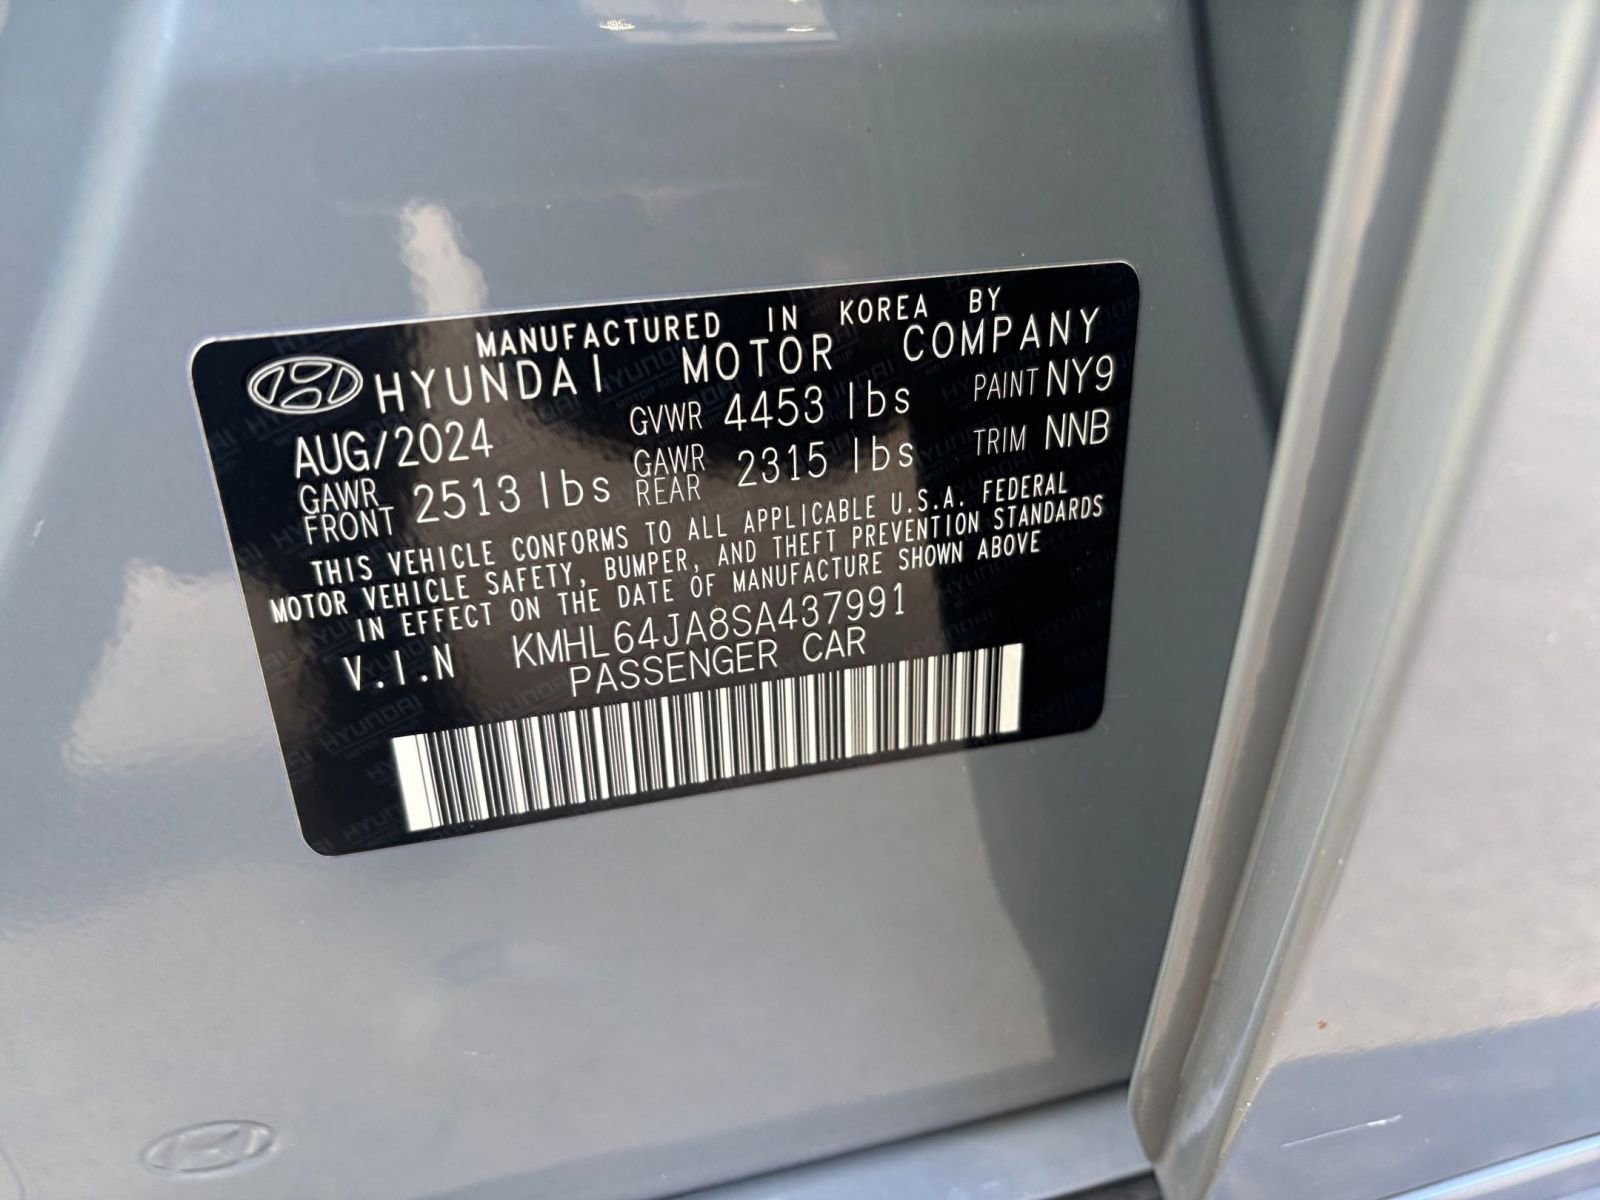 MANUFACTURED IN KOREA BY
HYUNDAI MOTOR COMPANY
AUG/2024 GVWR 4453 lbs PAINT NY9
GAWR FRONT 2513 lbs GAWR REAR 2315 lbs TRIM NNB
THIS VEHICLE CONFORMS TO ALL APPLICABLE U.S.A. FEDERAL
MOTOR VEHICLE SAFETY, BUMPER, AND THEFT PREVENTION STANDARDS
IN EFFECT ON THE DATE OF MANUFACTURE SHOWN ABOVE
V.I.N KMHL64JA8SA437991
PASSENGER CAR